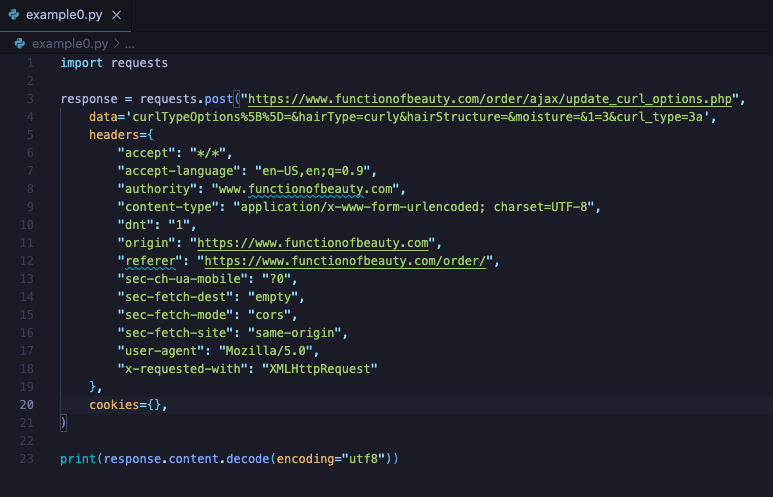 example0.py ×
example0.py > ...
1 import requests
2
3 response = requests.post("https://www.functionofbeauty.com/order/ajax/update_curl_options.php",
4 data='curlTypeOptions%5B%5D=&hairType=curly&hairStructure=&moisture=&1=3&curl_type=3a',
5 headers={
6 "accept": "*/*",
7 "accept-language": "en-US,en;q=0.9",
8 "authority": "www.functionofbeauty.com",
9 "content-type": "application/x-www-form-urlencoded; charset=UTF-8",
10 "dnt": "1",
11 "origin": "https://www.functionofbeauty.com",
12 "referer": "https://www.functionofbeauty.com/order/",
13 "sec-ch-ua-mobile": "?0",
14 "sec-fetch-dest": "empty",
15 "sec-fetch-mode": "cors",
16 "sec-fetch-site": "same-origin",
17 "user-agent": "Mozilla/5.0",
18 "x-requested-with": "XMLHttpRequest"
19 },
20 cookies={},
21 )
22
23 print(response.content.decode(encoding="utf8"))